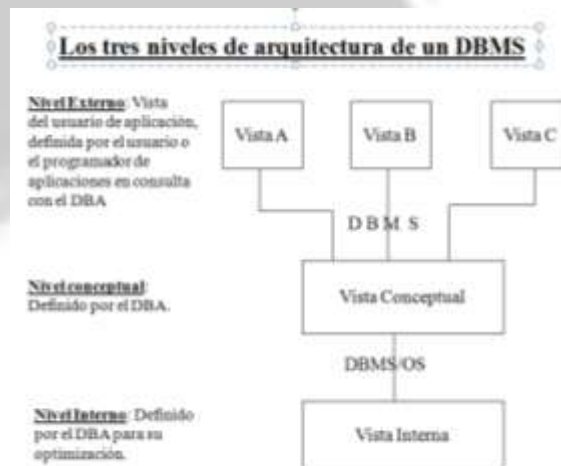 Los tres niveles de arquitectura de un DBMS
Nivel Externo: Vista
del usuario de aplicación,
definida por el usuario o
el programador de
aplicaciones en consulta
con el DBA
Vista A
Vista B
Vista C
D B M S
Nivel conceptual:
Definido por el DBA.
Vista Conceptual
DBMS/OS
Nivel Interno: Definido
por el DBA para su
optimización.
Vista Interna